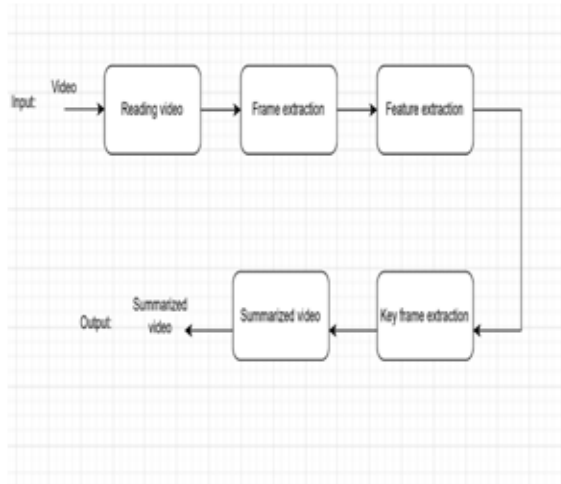 Video
Input:
Reading video
Frame extraction
Feature extraction
Key frame extraction
Summarized video
Output:
Summarized
video